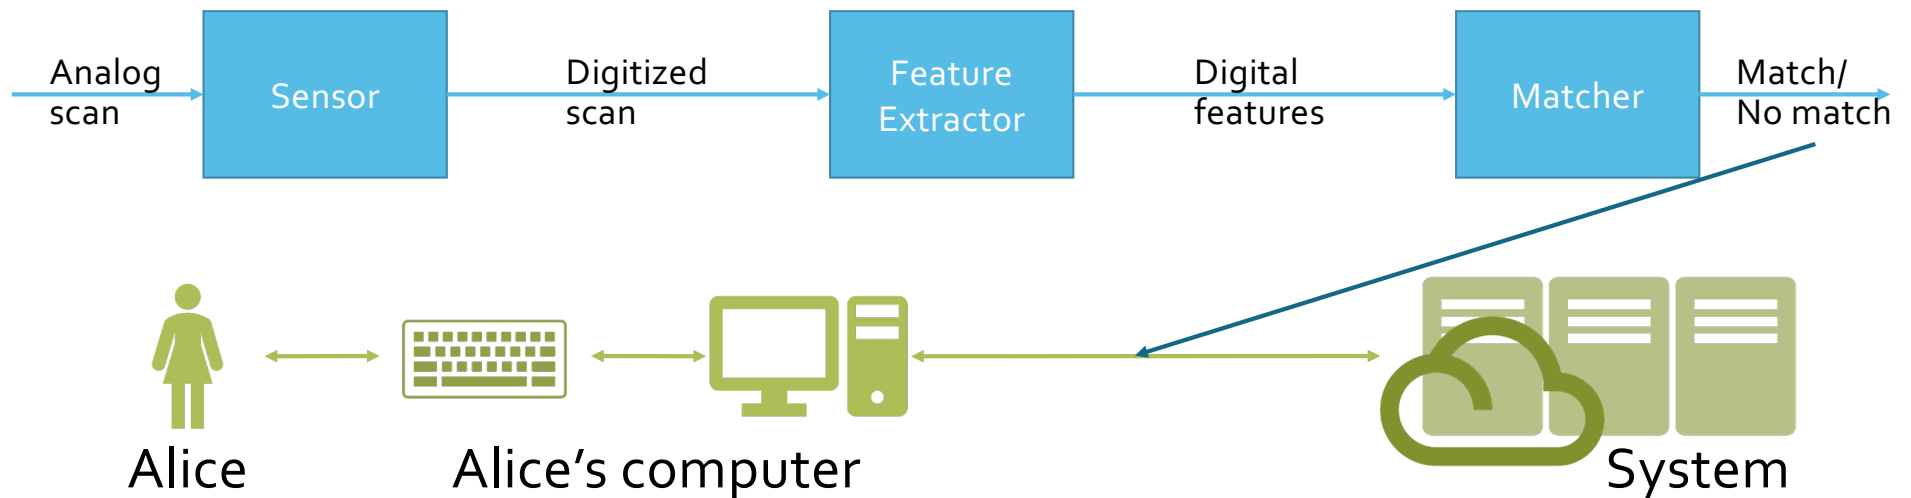 Analog
scan
Sensor
Digitized
scan
Feature
Extractor
Digital
features
Matcher
Match/
No match
Alice
Alice’s computer
System